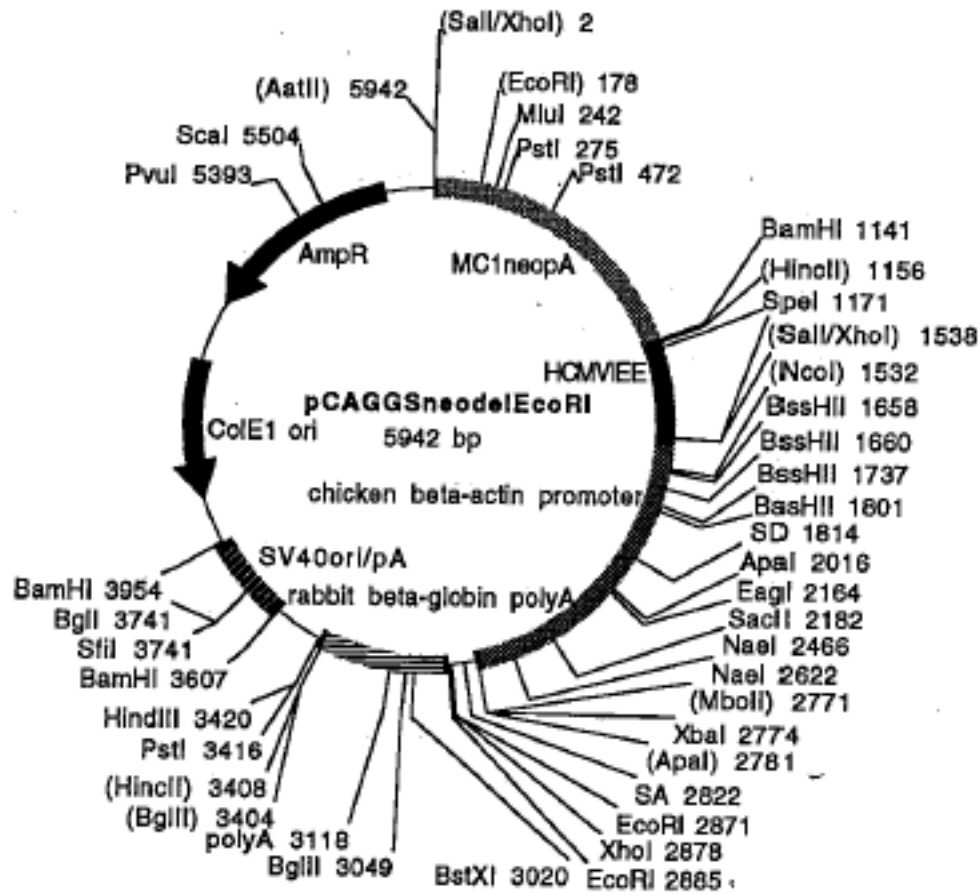 (SalI/XhoI) 2
(EcoRI) 178
MluI 242
PstI 275
PstI 472
(AatII) 5942
ScaI 5504
PvuI 5393
AmpR
MC1neopA
BamHI 1141
(HincII) 1156
SpeI 1171
(SalI/XhoI) 1538
(NcoI) 1532
BssHII 1658
BssHII 1660
BssHII 1737
BasHII 1801
SD 1814
ApaI 2016
EagI 2164
SacII 2182
NaeI 2466
NaeI 2622
(MboII) 2771
XbaI 2774
(ApaI) 2781
SA 2822
EcoRI 2871
XhoI 2878
EcoRI 2885
BstXI 3020
HCMVIEE
pCAGGSneodelEcoRI
5942 bp
ColE1 ori
chicken beta-actin promoter
SV40ori/pA
rabbit beta-globin polyA
BamHI 3954
BglI 3741
SfiI 3741
BamHI 3607
HindIII 3420
PstI 3416
(HincII) 3408
(BglII) 3404
polyA 3118
BglII 3049